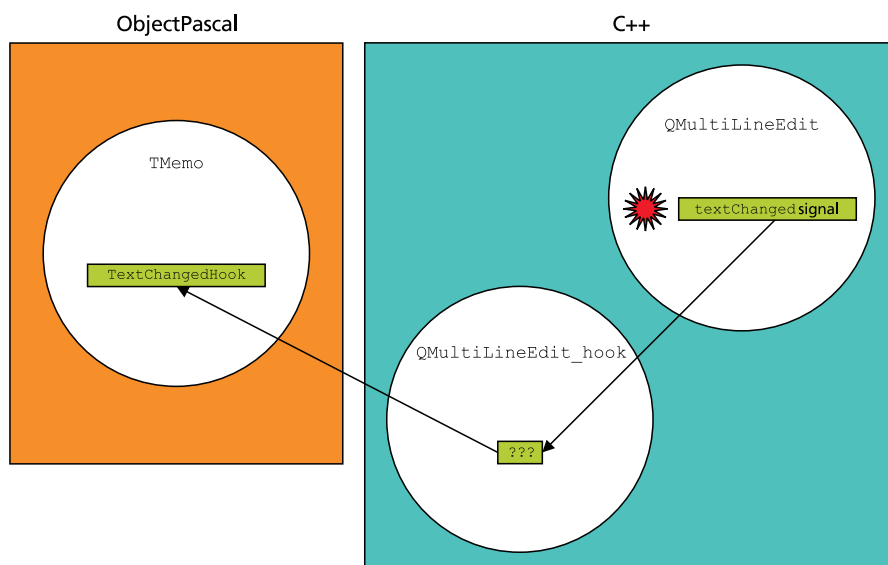 ObjectPascal
C++
QMultiLineEdit
TMemo
textChanged signal
TextChangedHook
QMultiLineEdit_hook
???